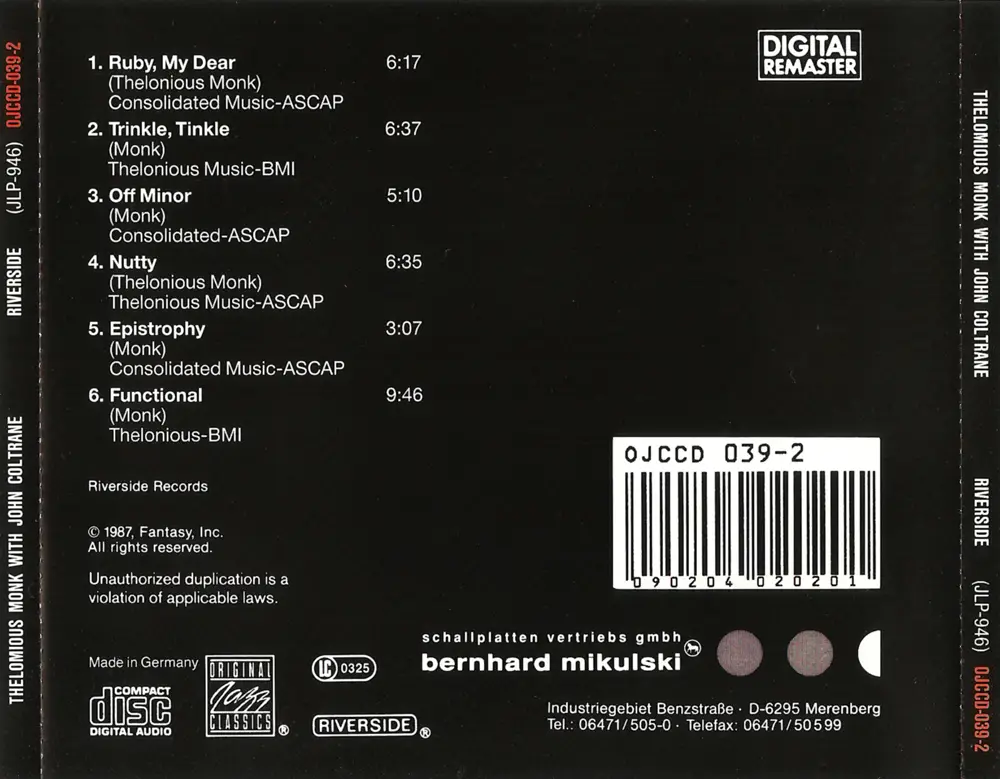 THELOMIOUS MONK WITH JOHN COLTRANE RIVERSIDE (JLP-946) OJCCD-039-2
1. Ruby, My Dear 6:17
(Thelonious Monk)
Consolidated Music-ASCAP
2. Trinkle, Tinkle 6:37
(Monk)
Thelonious Music-BMI
3. Off Minor 5:10
(Monk)
Consolidated-ASCAP
4. Nutty 6:35
(Thelonious Monk)
Thelonious Music-ASCAP
5. Epistrophy 3:07
(Monk)
Consolidated Music-ASCAP
6. Functional 9:46
(Monk)
Thelonious-BMI
DIGITAL
REMASTER
Riverside Records
© 1987, Fantasy, Inc.
All rights reserved.
Unauthorized duplication is a
violation of applicable laws.
OJCCD 039-2
090204 020201
Made in Germany
COMPACT
disc
DIGITAL AUDIO
ORIGINAL
Jazz
CLASSICS®
LC 0325
RIVERSIDE®
schallplatten vertriebs gmbh
bernhard mikulski
Industriegebiet Benzstraße · D-6295 Merenberg
Tel.: 06471/505-0 · Telefax: 06471/50599
THELOMIOUS MONK WITH JOHN COLTRANE RIVERSIDE (JLP-946) OJCCD-039-2